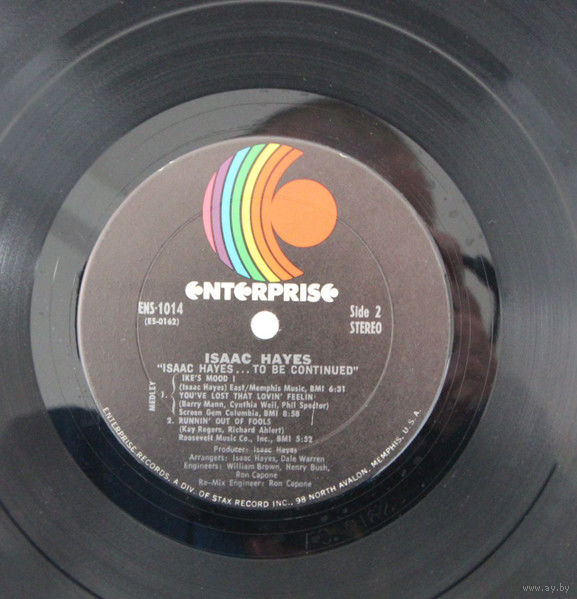 ENTERPRISE
ENS-1014
(ES-0162)
Side 2
STEREO
ISAAC HAYES
"ISAAC HAYES...TO BE CONTINUED"
MEDLEY
IKE'S MOOD I
(Isaac Hayes) East/Memphis Music, BMI 6:31
1. YOU'VE LOST THAT LOVIN' FEELIN'
(Barry Mann, Cynthia Weil, Phil Spector)
Screen Gem Columbia, BMI 8:58
2. RUNNIN' OUT OF FOOLS
(Kay Rogers, Richard Ahlert)
Roosevelt Music Co., Inc., BMI 5:52
Producer: Isaac Hayes
Arrangers: Isaac Hayes, Dale Warren
Engineers: William Brown, Henry Bush,
Ron Capone
Re-Mix Engineer: Ron Capone
ENTERPRISE RECORDS, A DIV. OF STAX RECORD INC., 98 NORTH AVALON, MEMPHIS, U.S.A.
www.ay.by